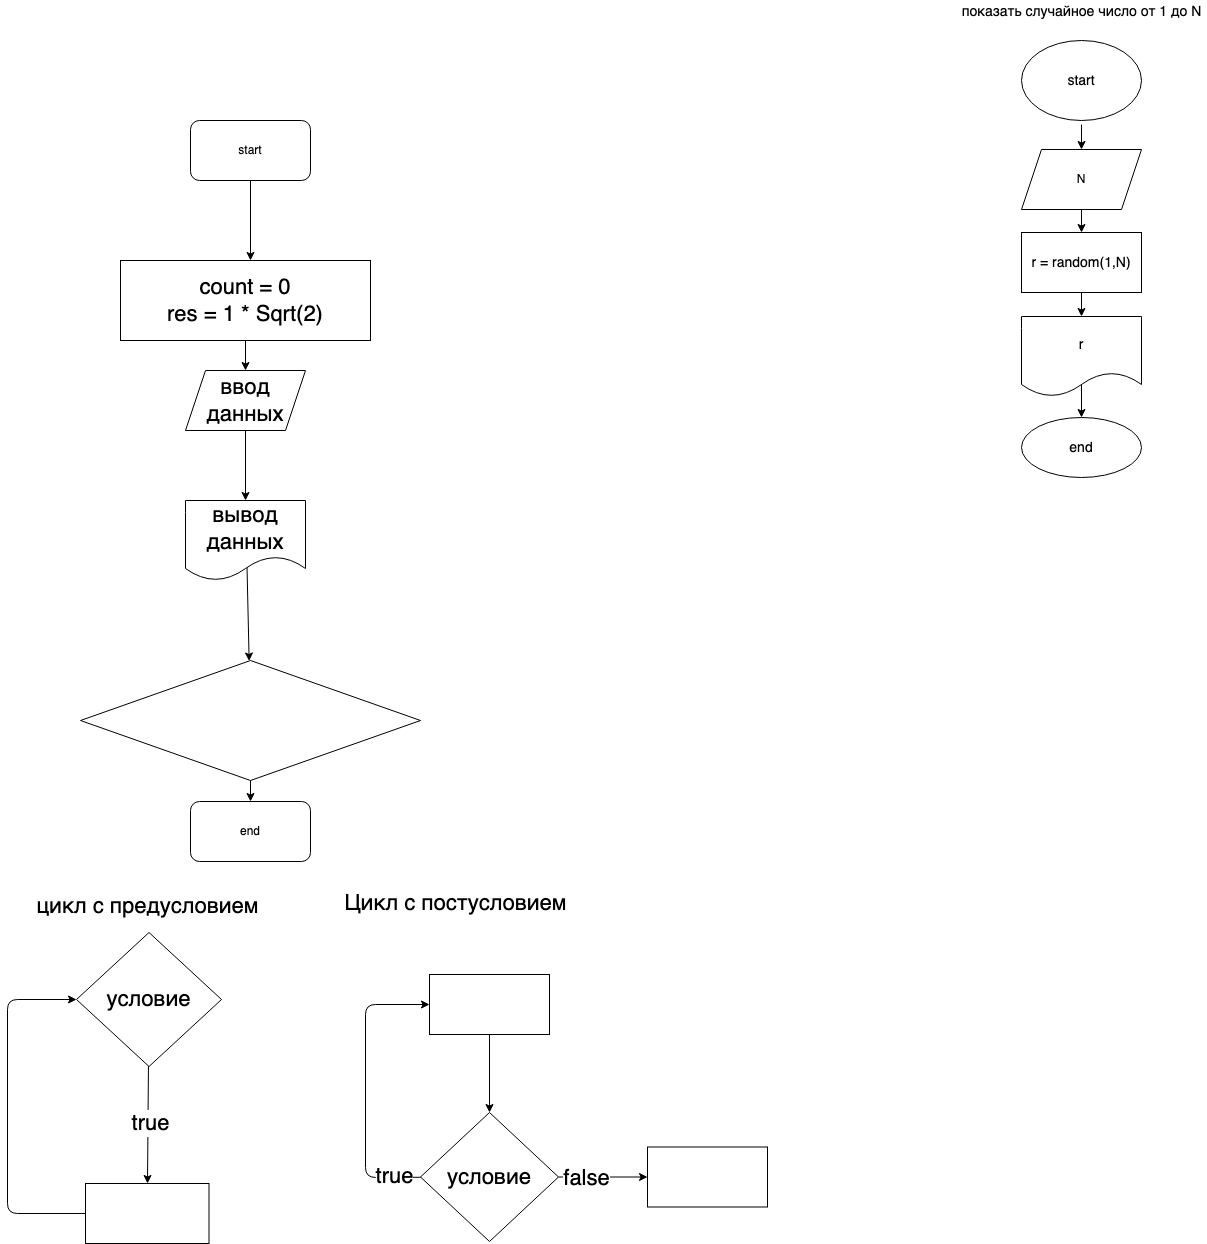 показать случайное число от 1 до N
start
N
r = random(1,N)
r
end
start
count = 0
res = 1 * Sqrt(2)
ввод
данных
вывод
данных
end
цикл с предусловием
условие
true
Цикл с постусловием
true
условие
false